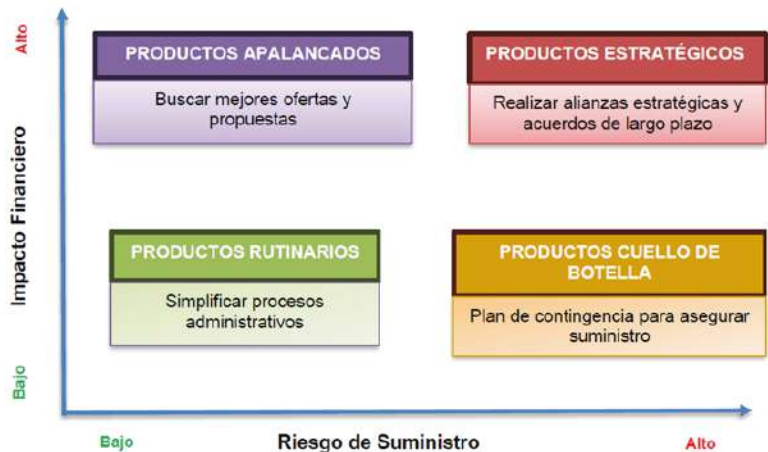 Alto
PRODUCTOS APALANCADOS
Buscar mejores ofertas y
propuestas
PRODUCTOS ESTRATÉGICOS
Realizar alianzas estratégicas y
acuerdos de largo plazo
Impacto Financiero
PRODUCTOS RUTINARIOS
Simplificar procesos
administrativos
PRODUCTOS CUELLO DE
BOTELLA
Plan de contingencia para asegurar
suministro
Bajo
Bajo
Riesgo de Suministro
Alto